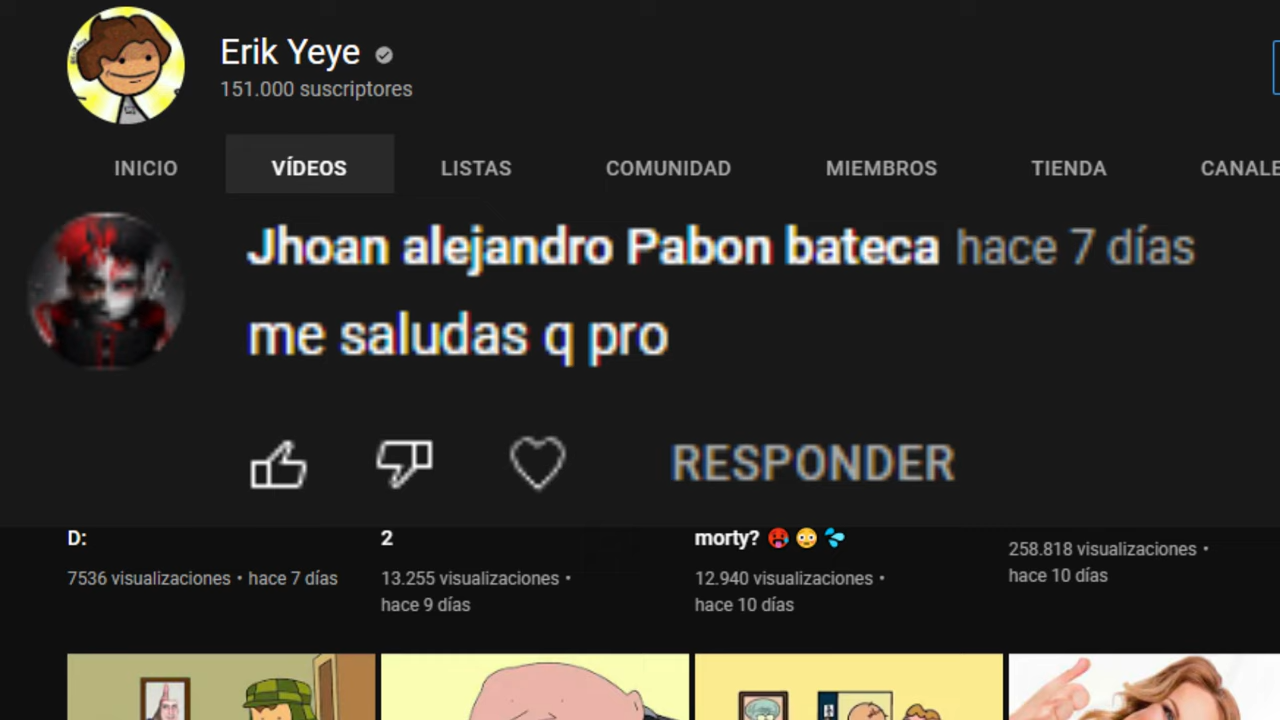 Erik Yeye
151.000 suscriptores
INICIO VÍDEOS LISTAS COMUNIDAD MIEMBROS TIENDA CANALE
Jhoan alejandro Pabon bateca hace 7 días
me saludas q pro
RESPONDER
D:
7536 visualizaciones • hace 7 días
2
13.255 visualizaciones •
hace 9 días
morty? 🥵 😳 💦
12.940 visualizaciones •
hace 10 días
258.818 visualizaciones •
hace 10 días